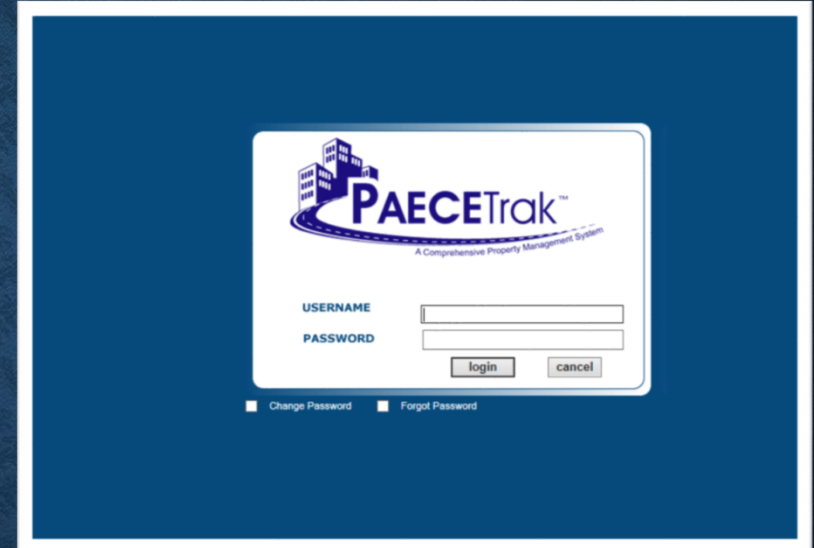 PAECETrak™
A Comprehensive Property Management System
USERNAME
PASSWORD
login cancel
Change Password Forgot Password